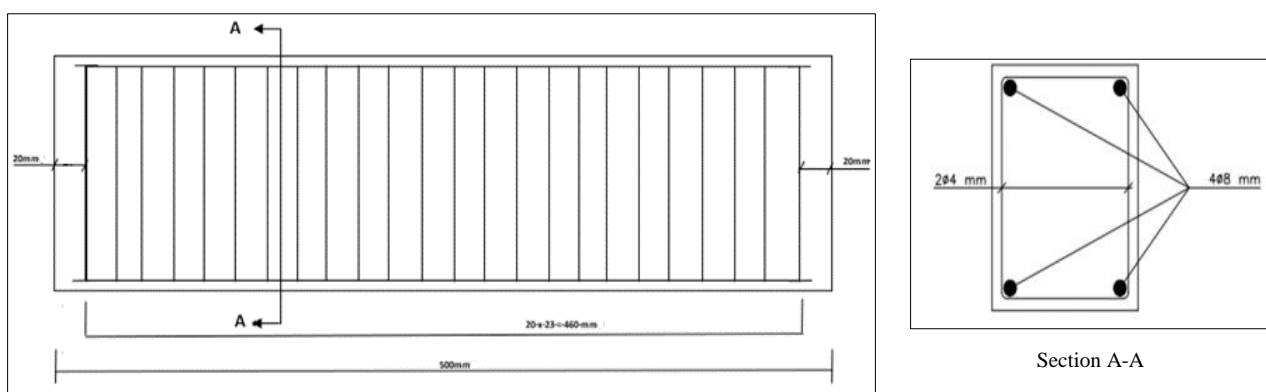 A
20mm
20mm
A
20-x-23-=-460-mm
500mm
2ø4 mm
4ø8 mm
Section A-A